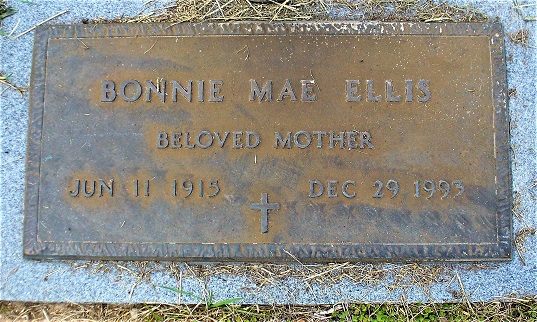 BONNIE MAE ELLIS
BELOVED MOTHER
JUN 11 1915 DEC 29 1993